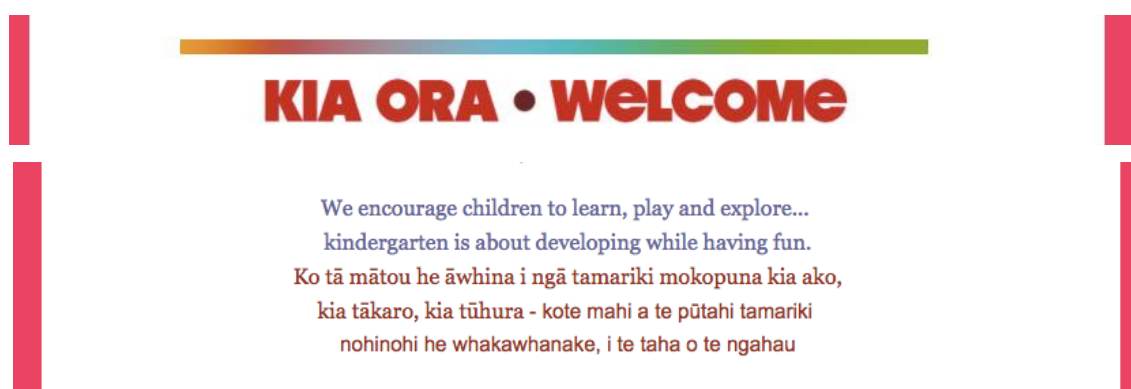 KIA ORA • WELCOME
We encourage children to learn, play and explore...
kindergarten is about developing while having fun.
Ko tā mātou he āwhina i ngā tamariki mokopuna kia ako,
kia tākaro, kia tūhura - kote mahi a te pūtahi tamariki
nohinohi he whakawhanake, i te taha o te ngahau